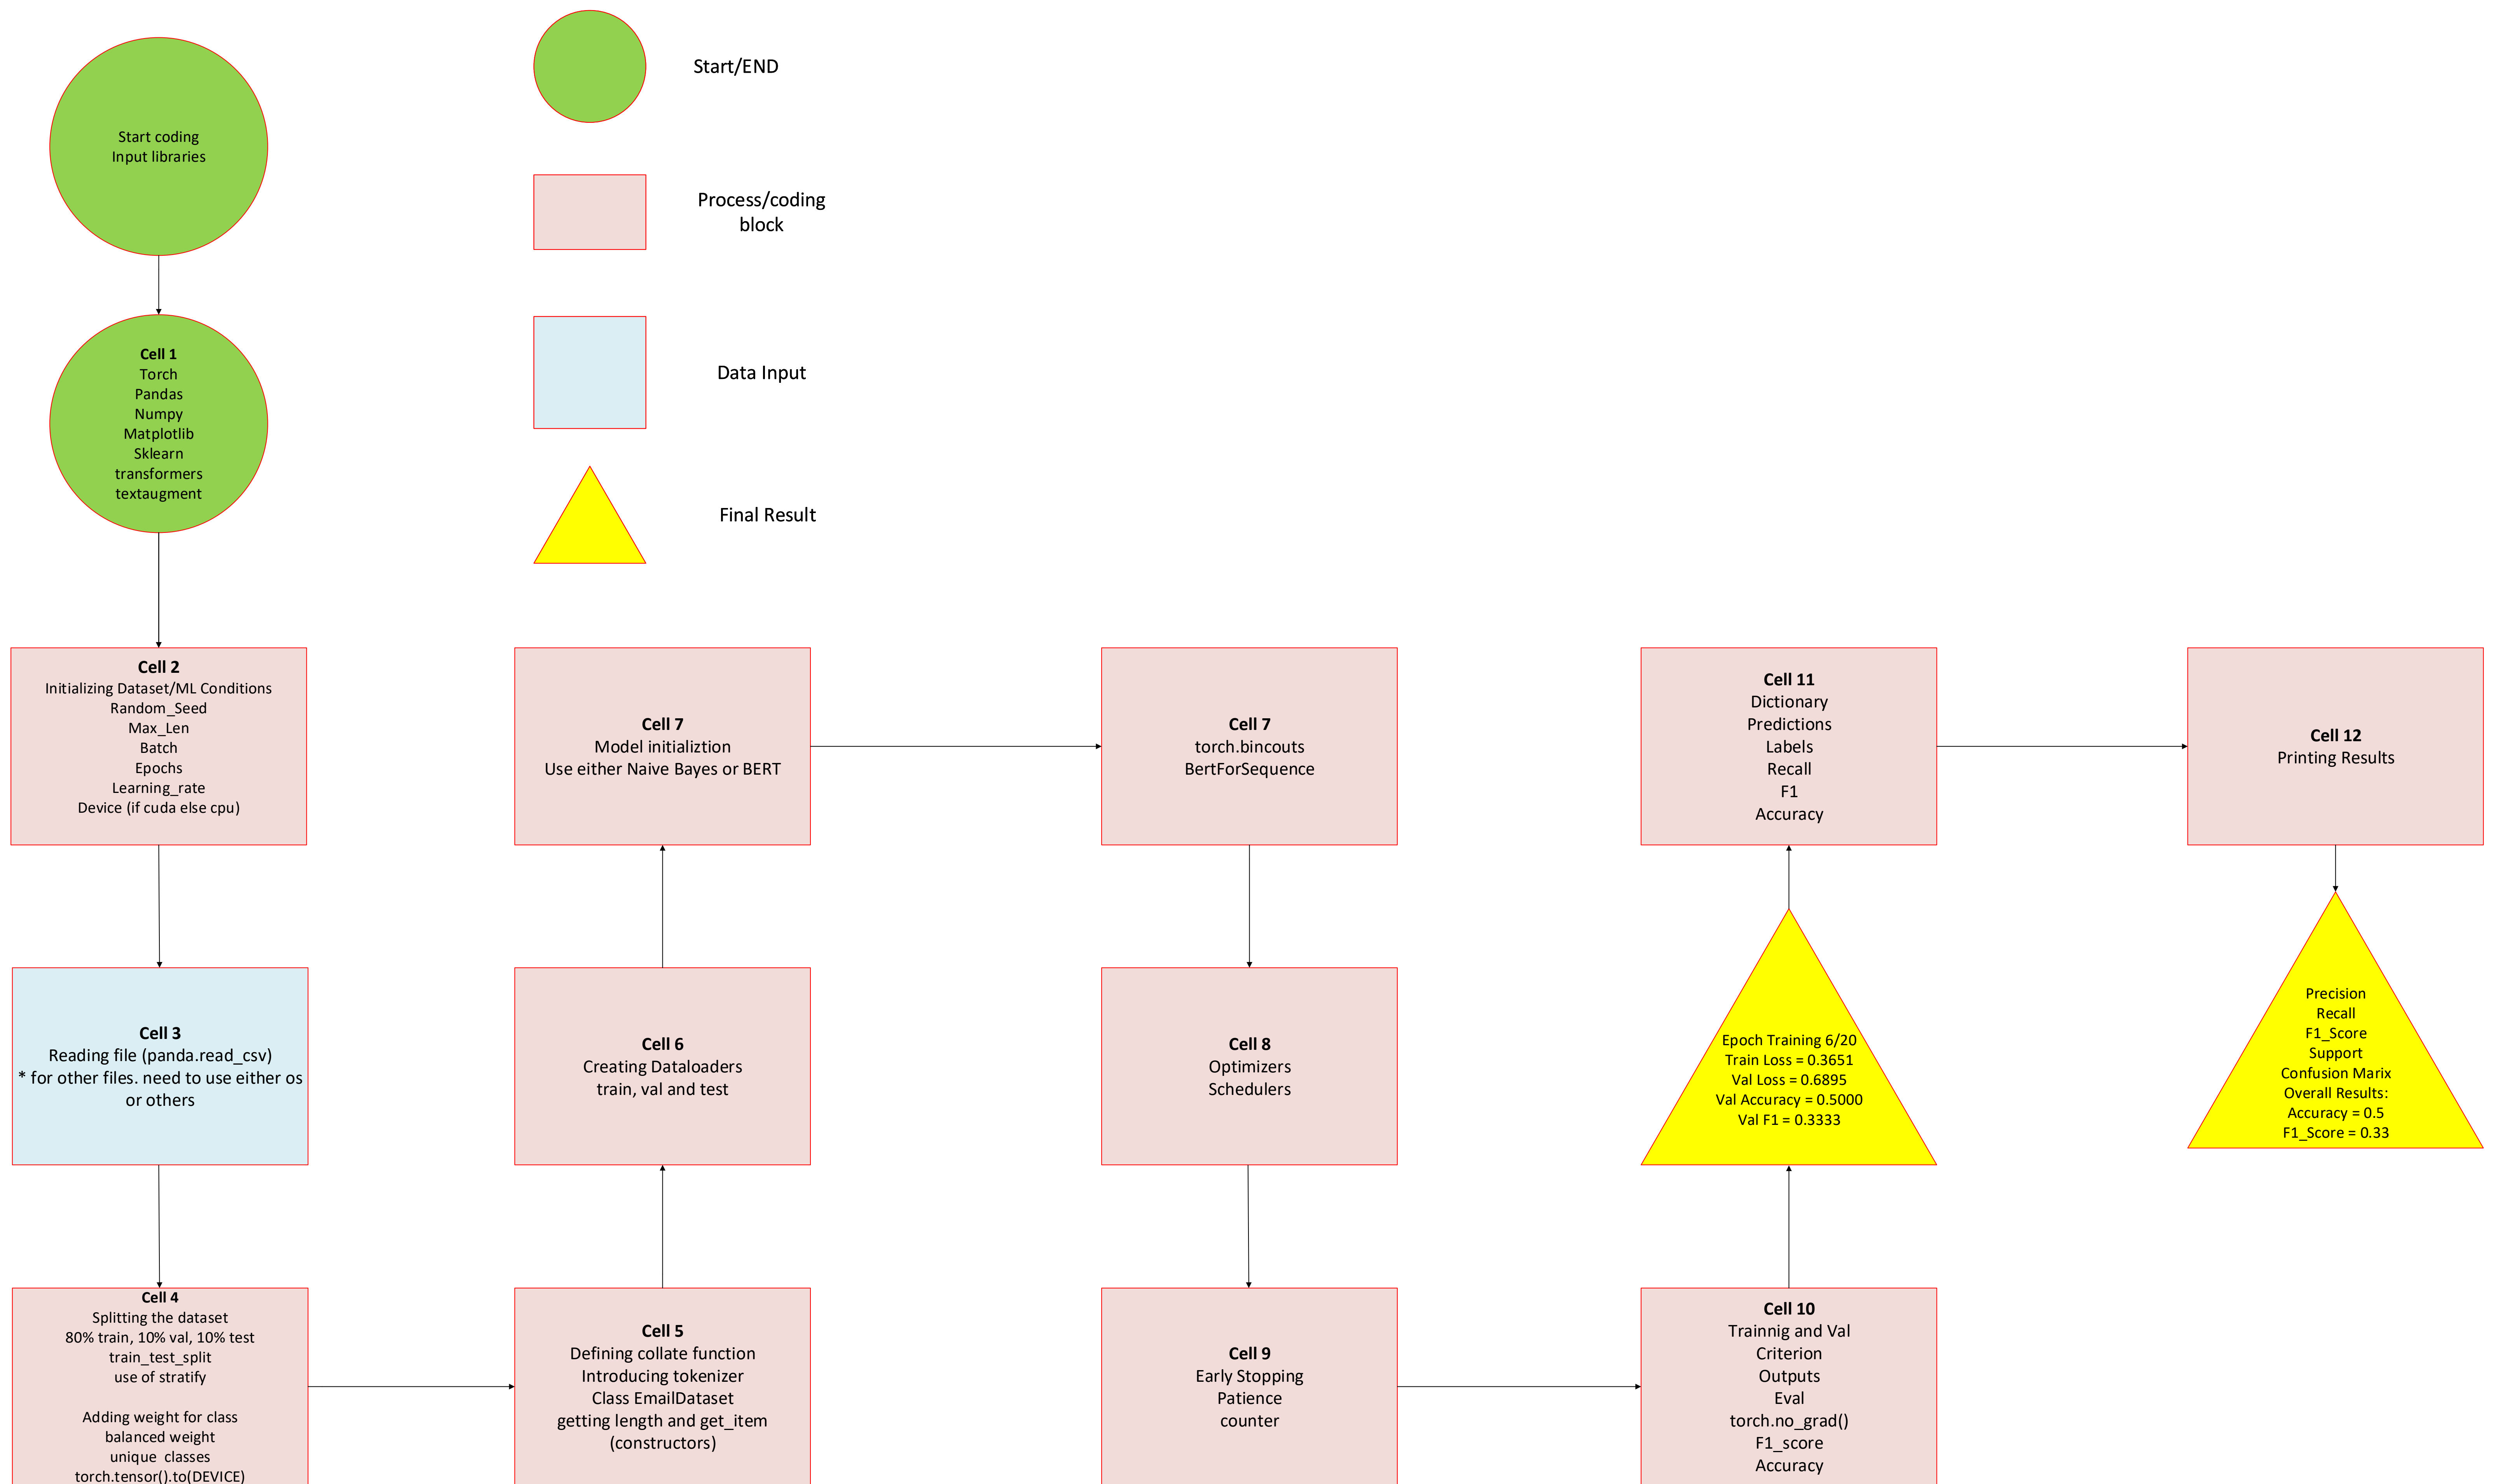 Start coding
Input libraries
Start/END
Process/coding
block
Data Input
Final Result
Cell 1
Torch
Pandas
Numpy
Matplotlib
Sklearn
transformers
textaugment
Cell 2
Initializing Dataset/ML Conditions
Random_Seed
Max_Len
Batch
Epochs
Learning_rate
Device (if cuda else cpu)
Cell 3
Reading file (panda.read_csv)
* for other files. need to use either os
or others
Cell 4
Splitting the dataset
80% train, 10% val, 10% test
train_test_split
use of stratify
Adding weight for class
balanced weight
unique  classes
torch.tensor().to(DEVICE)
Cell 5
Defining collate function
Introducing tokenizer
Class EmailDataset
getting length and get_item
(constructors)
Cell 6
Creating Dataloaders
train, val and test
Cell 7
Model initializtion
Use either Naive Bayes or BERT
Cell 7
torch.bincouts
BertForSequence
Cell 8
Optimizers
Schedulers
Cell 9
Early Stopping
Patience
counter
Cell 10
Trainnig and Val
Criterion
Outputs
Eval
torch.no_grad()
F1_score
Accuracy
Epoch Training 6/20
Train Loss = 0.3651
Val Loss = 0.6895
Val Accuracy = 0.5000
Val F1 = 0.3333
Cell 11
Dictionary
Predictions
Labels
Recall
F1
Accuracy
Cell 12
Printing Results
Precision
Recall
F1_Score
Support
Confusion Marix
Overall Results:
Accuracy = 0.5
F1_Score = 0.33